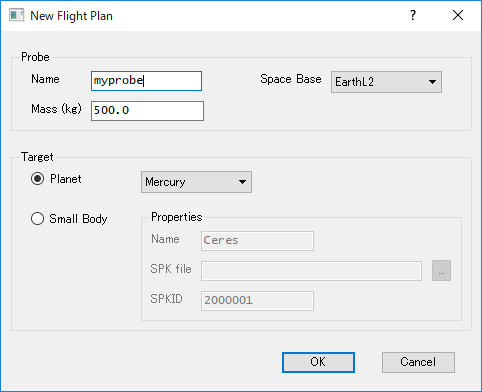 New Flight Plan
Probe
Name myprobe Space Base EarthL2
Mass (kg) 500.0
Target
Planet Mercury
Small Body Properties
Name Ceres
SPK file ...
SPKID 2000001
OK Cancel